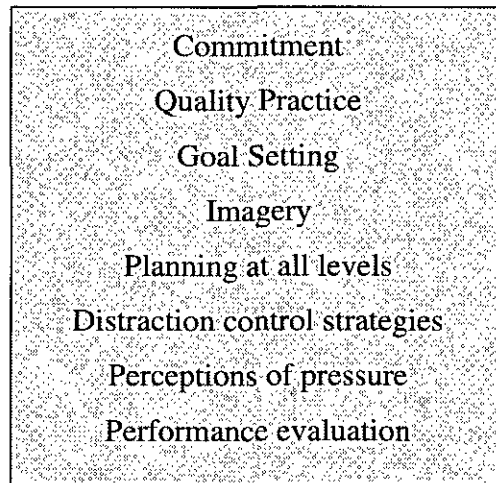 Commitment
Quality Practice
Goal Setting
Imagery
Planning at all levels
Distraction control strategies
Perceptions of pressure
Performance evaluation